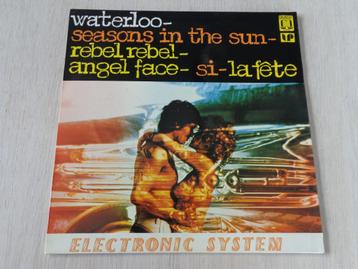 waterloo-
seasons in the sun-
rebel, rebel-
angel face- si-la fête
LP
ELECTRONIC SYSTEM